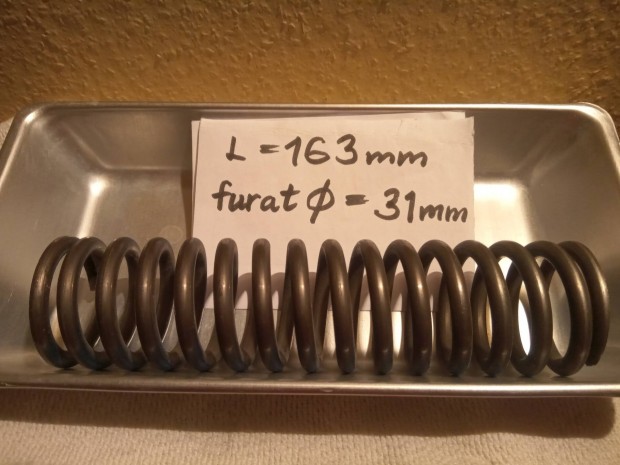 L = 163 mm
furat ϕ = 31 mm